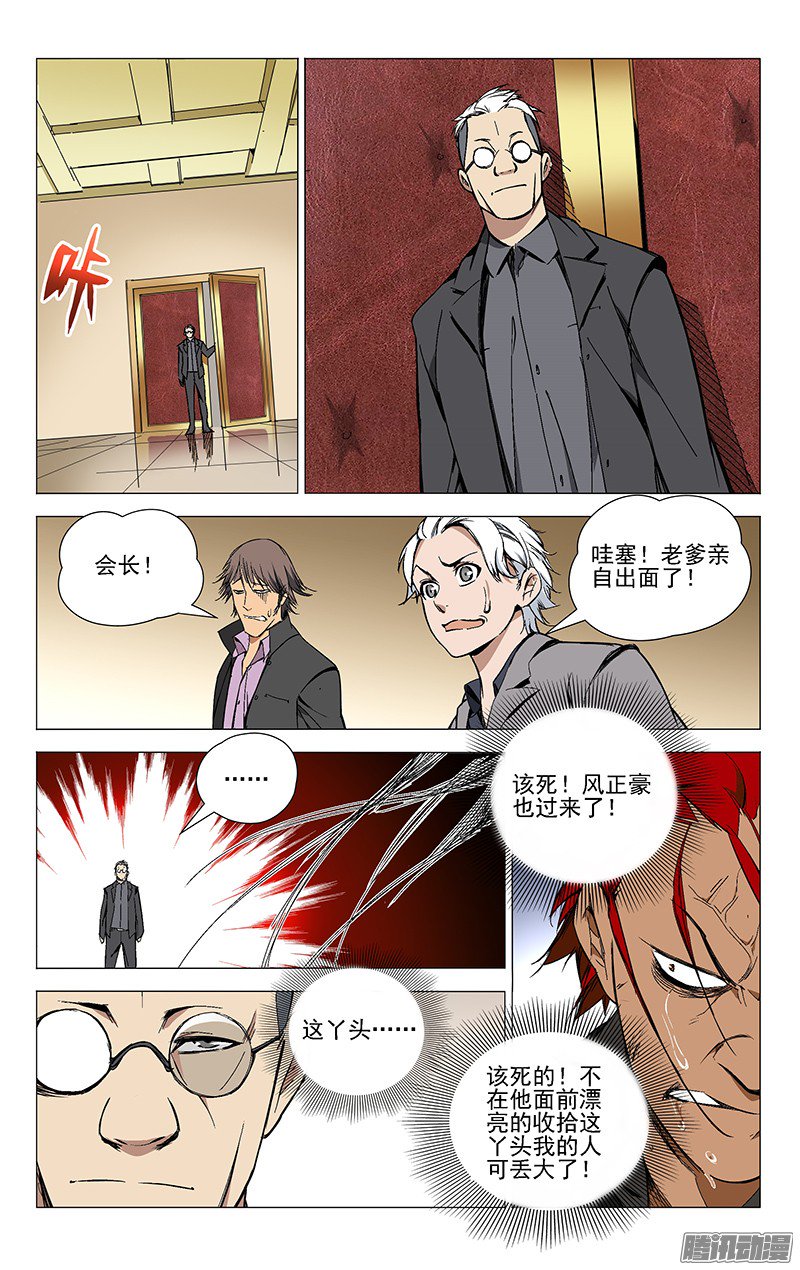 咔
会长！
哇塞！老爹亲
自出面了！
……
该死！风正豪
也过来了！
这丫头……
该死的！不
在他面前漂
亮的收拾这
丫头我的人
可丢大了！
腾讯动漫